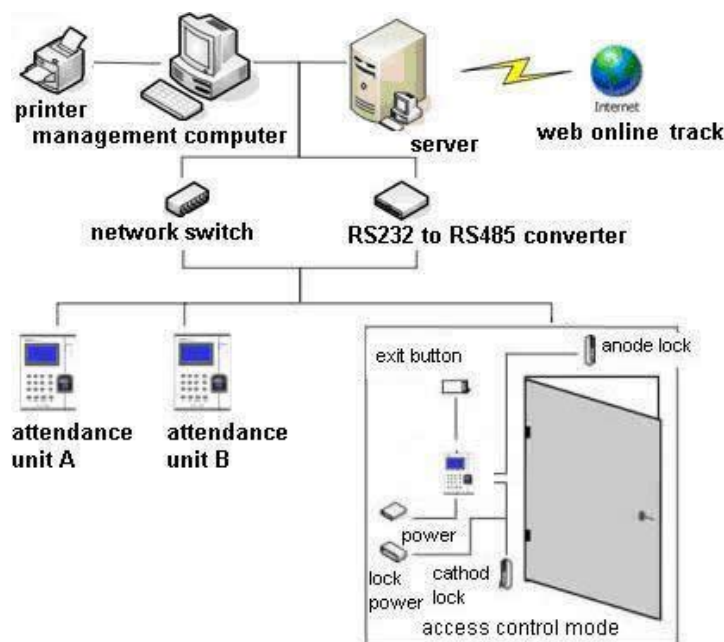 printer
management computer
server
Internet
web online track
network switch
RS232 to RS485 converter
attendance
unit A
attendance
unit B
exit button
anode lock
power
lock
power
cathod
lock
access control mode